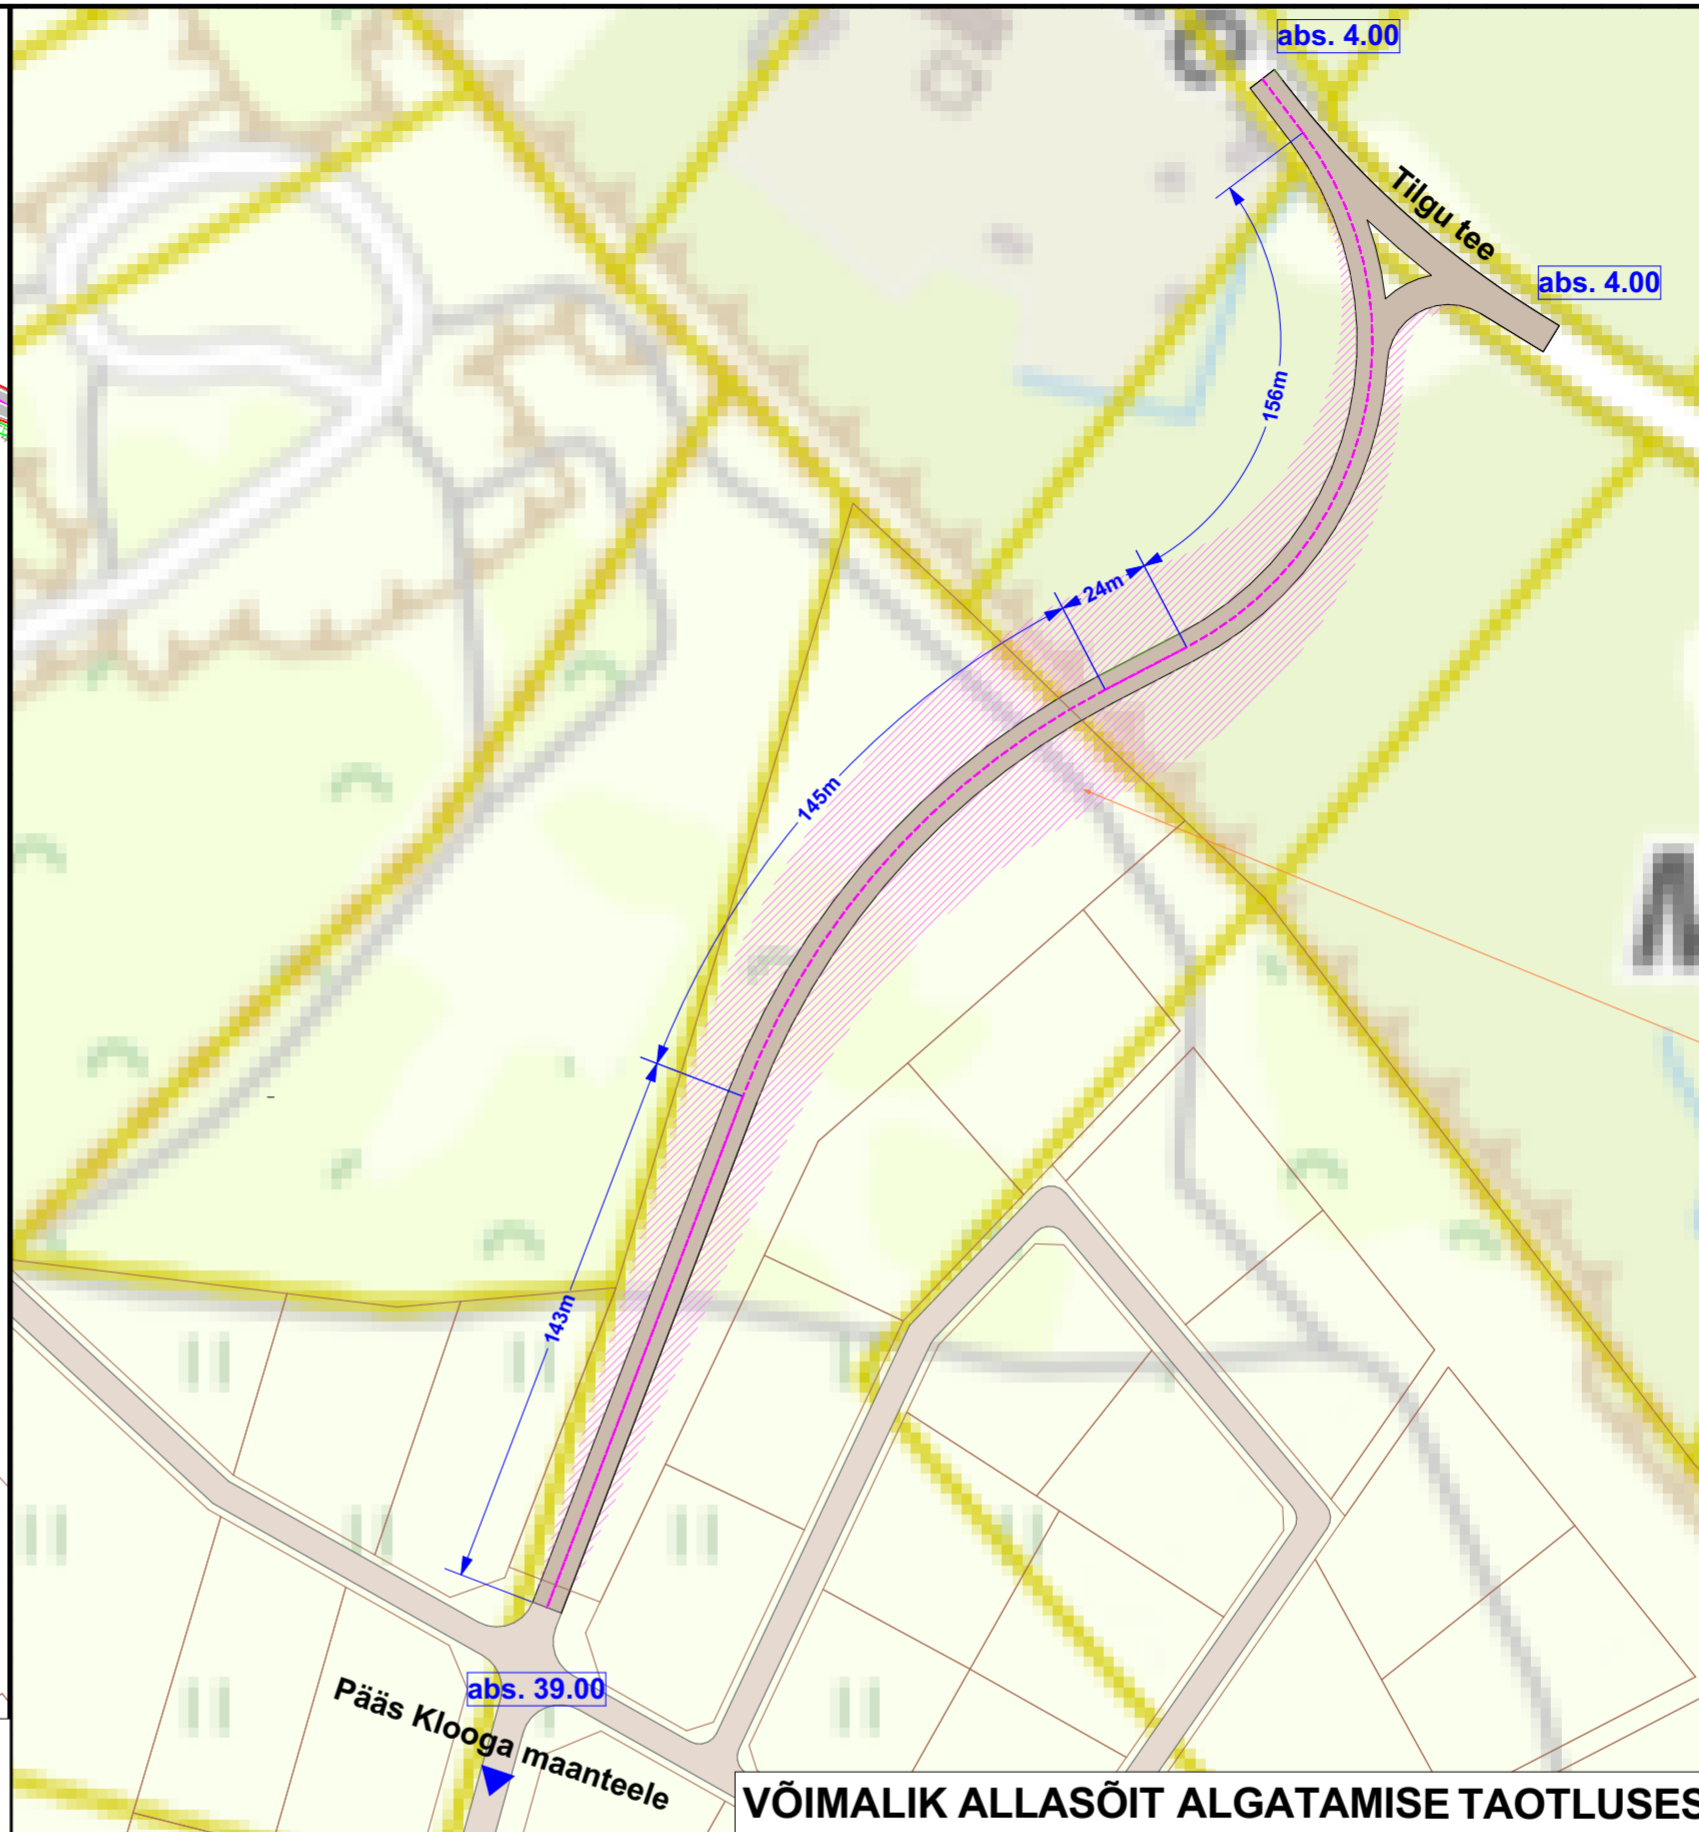 abs. 4.00
Tilgu tee
abs. 4.00
156m
24m
145m
143m
abs. 39.00
Pääs Klooga maanteele
VÕIMALIK ALLASÕIT ALGATAMISE TAOTLUSES